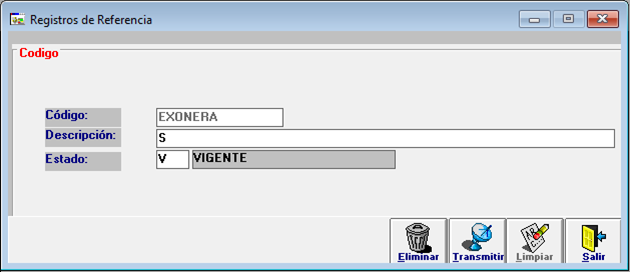 Registros de Referencia
Codigo
Código: EXONERA
Descripción: S
Estado: V VIGENTE
Eliminar Transmitir Limpiar Salir